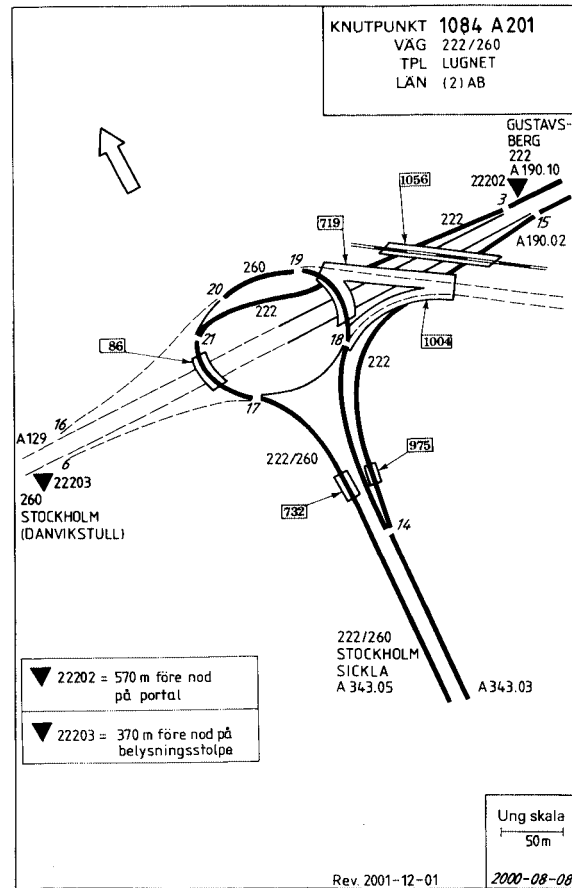 KNUTPUNKT 1084 A201
VÄG 222/260
TPL LUGNET
LÄN (2) AB
GUSTAVS-
BERG
222
A 190.10
22202
1056
3
222
15
719
A 190.02
19
260
20
222
18
1004
21
222
86
17
16
A129
6
22203
260
STOCKHOLM
(DANVIKSTULL)
222/260
975
732
14
222/260
STOCKHOLM
SICKLA
A 343.05
A 343.03
22202 = 570 m före nod
på portal
22203 = 370 m före nod på
belysningsstolpe
Ung skala
50m
Rev. 2001-12-01
2000-08-08